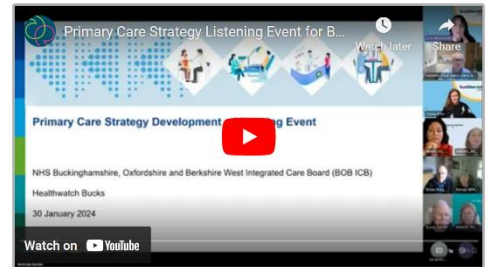 Primary Care Strategy Listening Event for B...
Watch later
Share
Primary Care Strategy Development Event
NHS Buckinghamshire, Oxfordshire and Berkshire West Integrated Care Board (BOB ICB)
Healthwatch Bucks
30 January 2024
Watch on YouTube